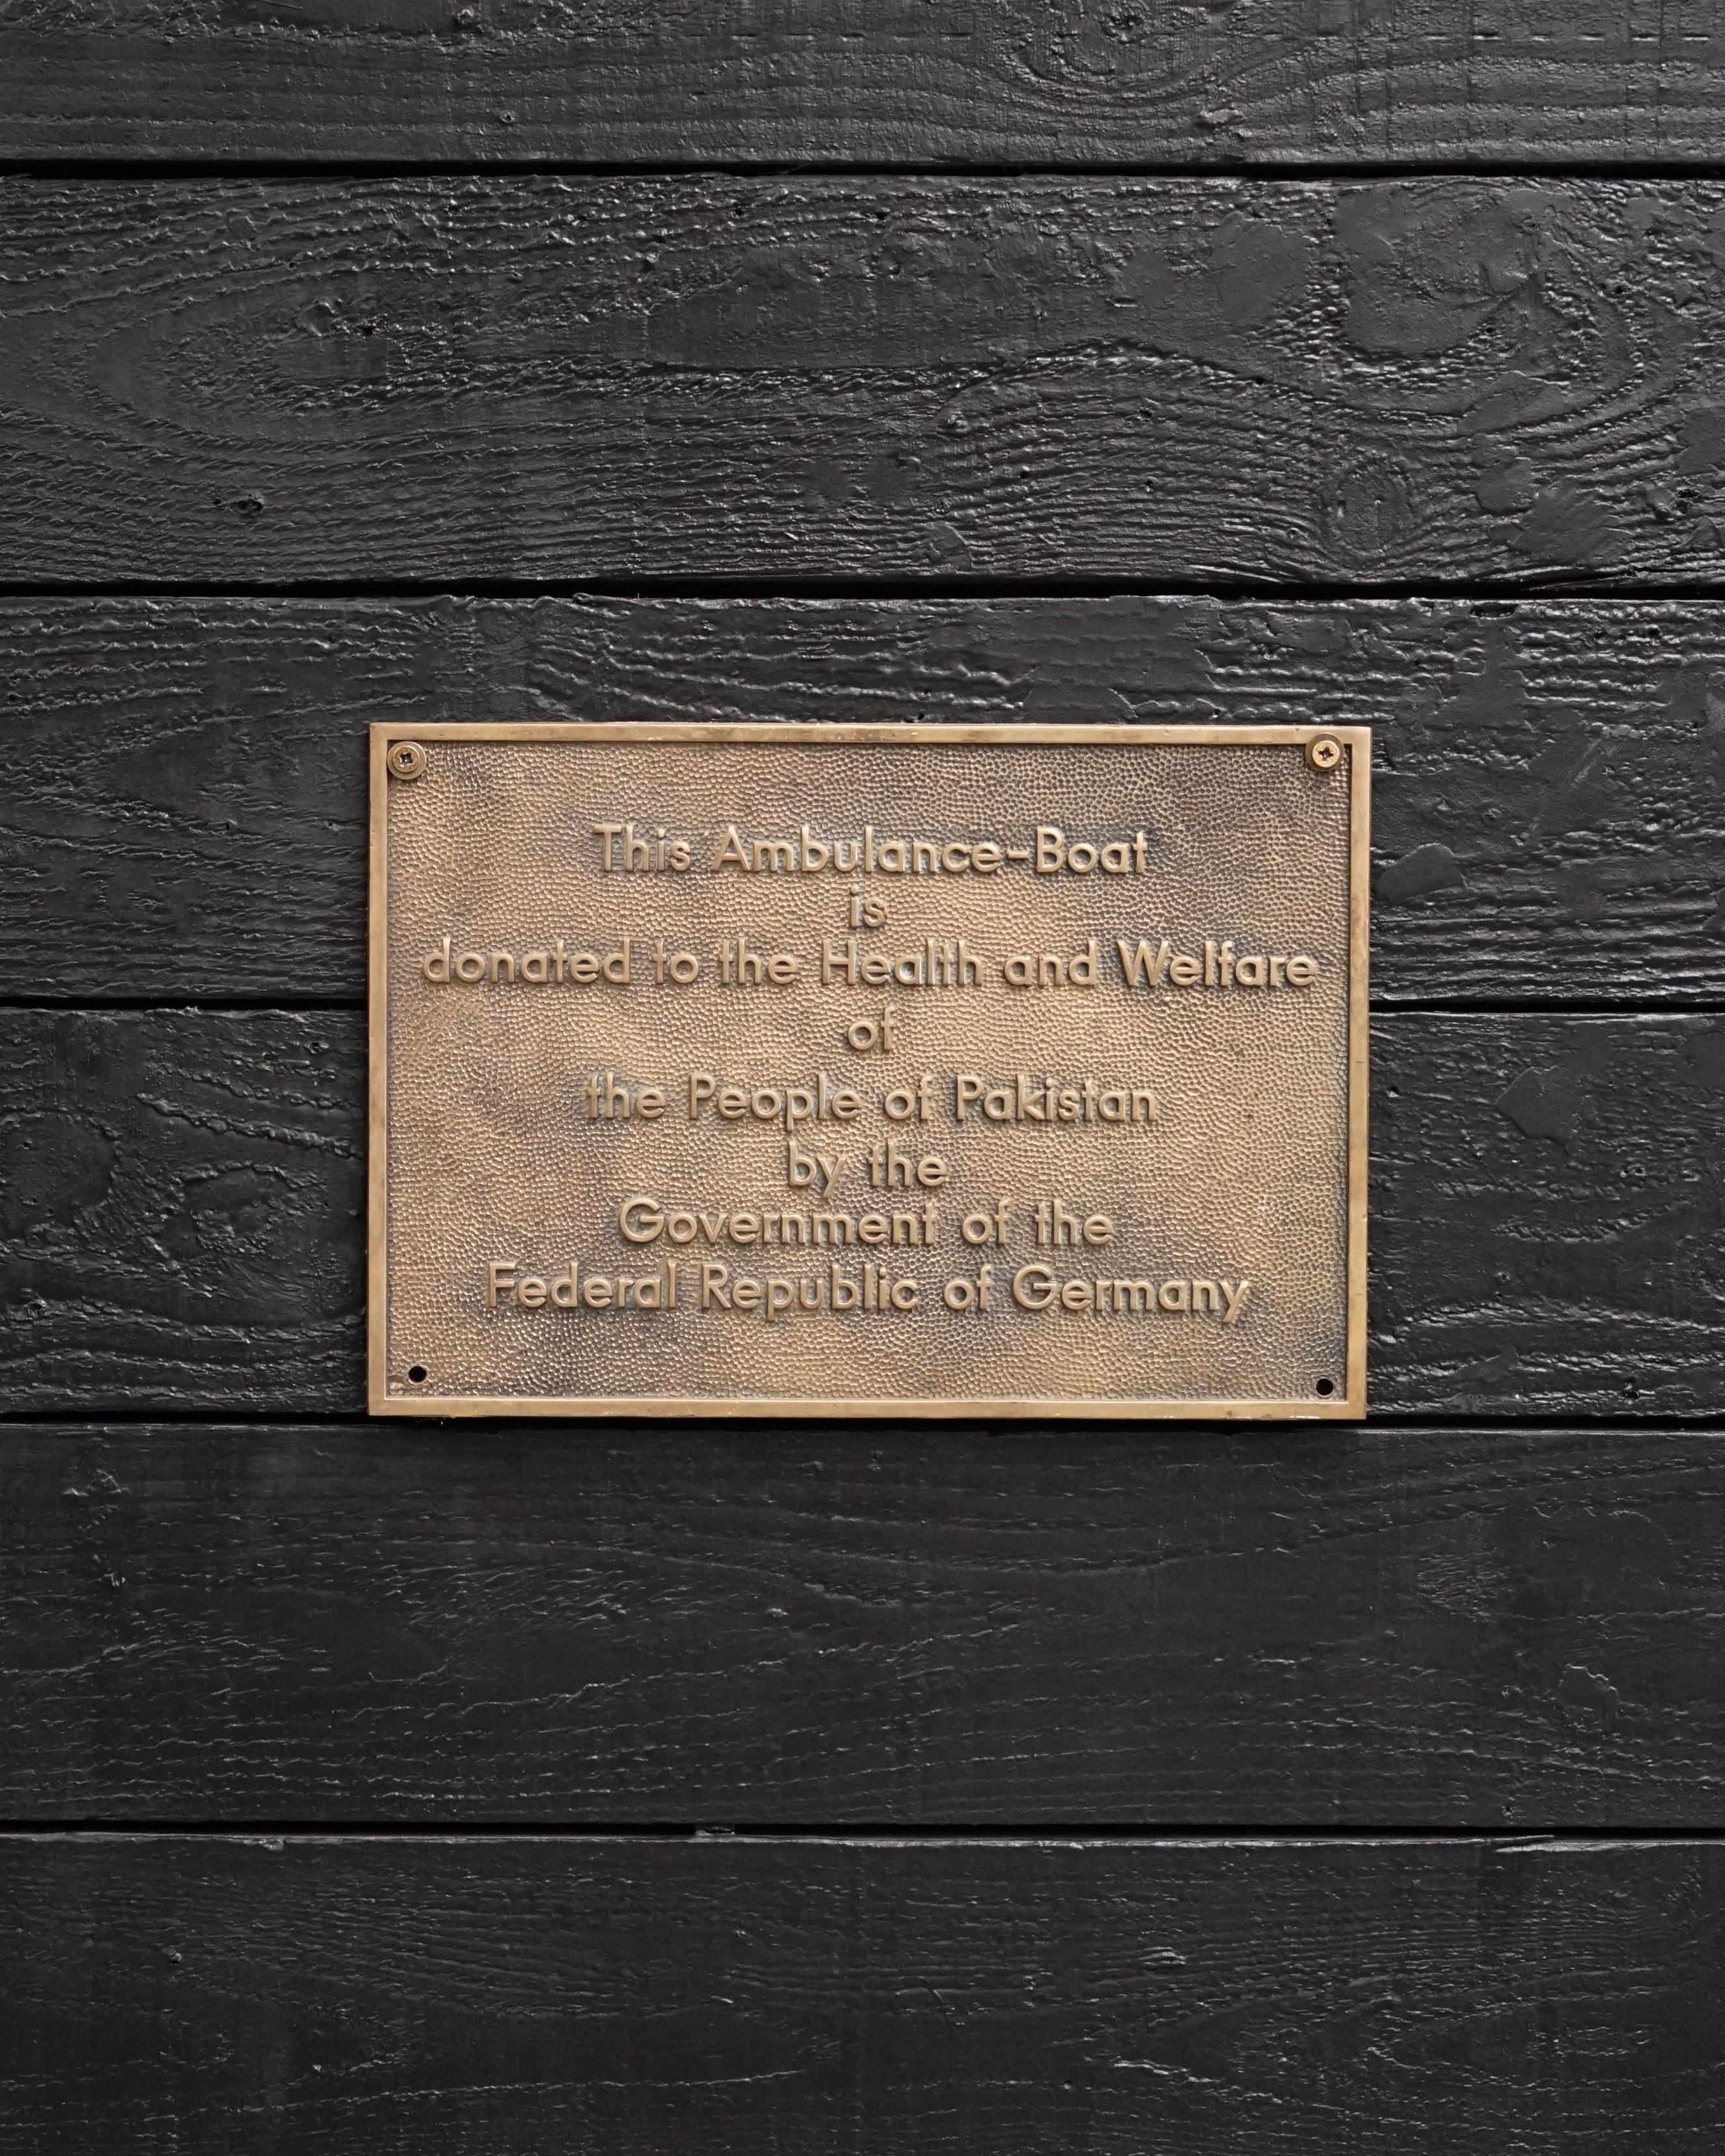 This Ambulance-Boat
is
donated to the Health and Welfare
of
the People of Pakistan
by the
Government of the
Federal Republic of Germany